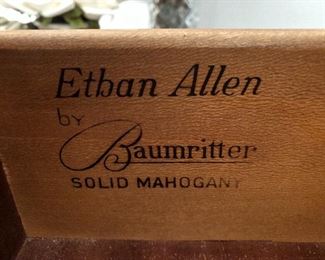 Ethan Allen
BY
Baumritter
SOLID MAHOGANY